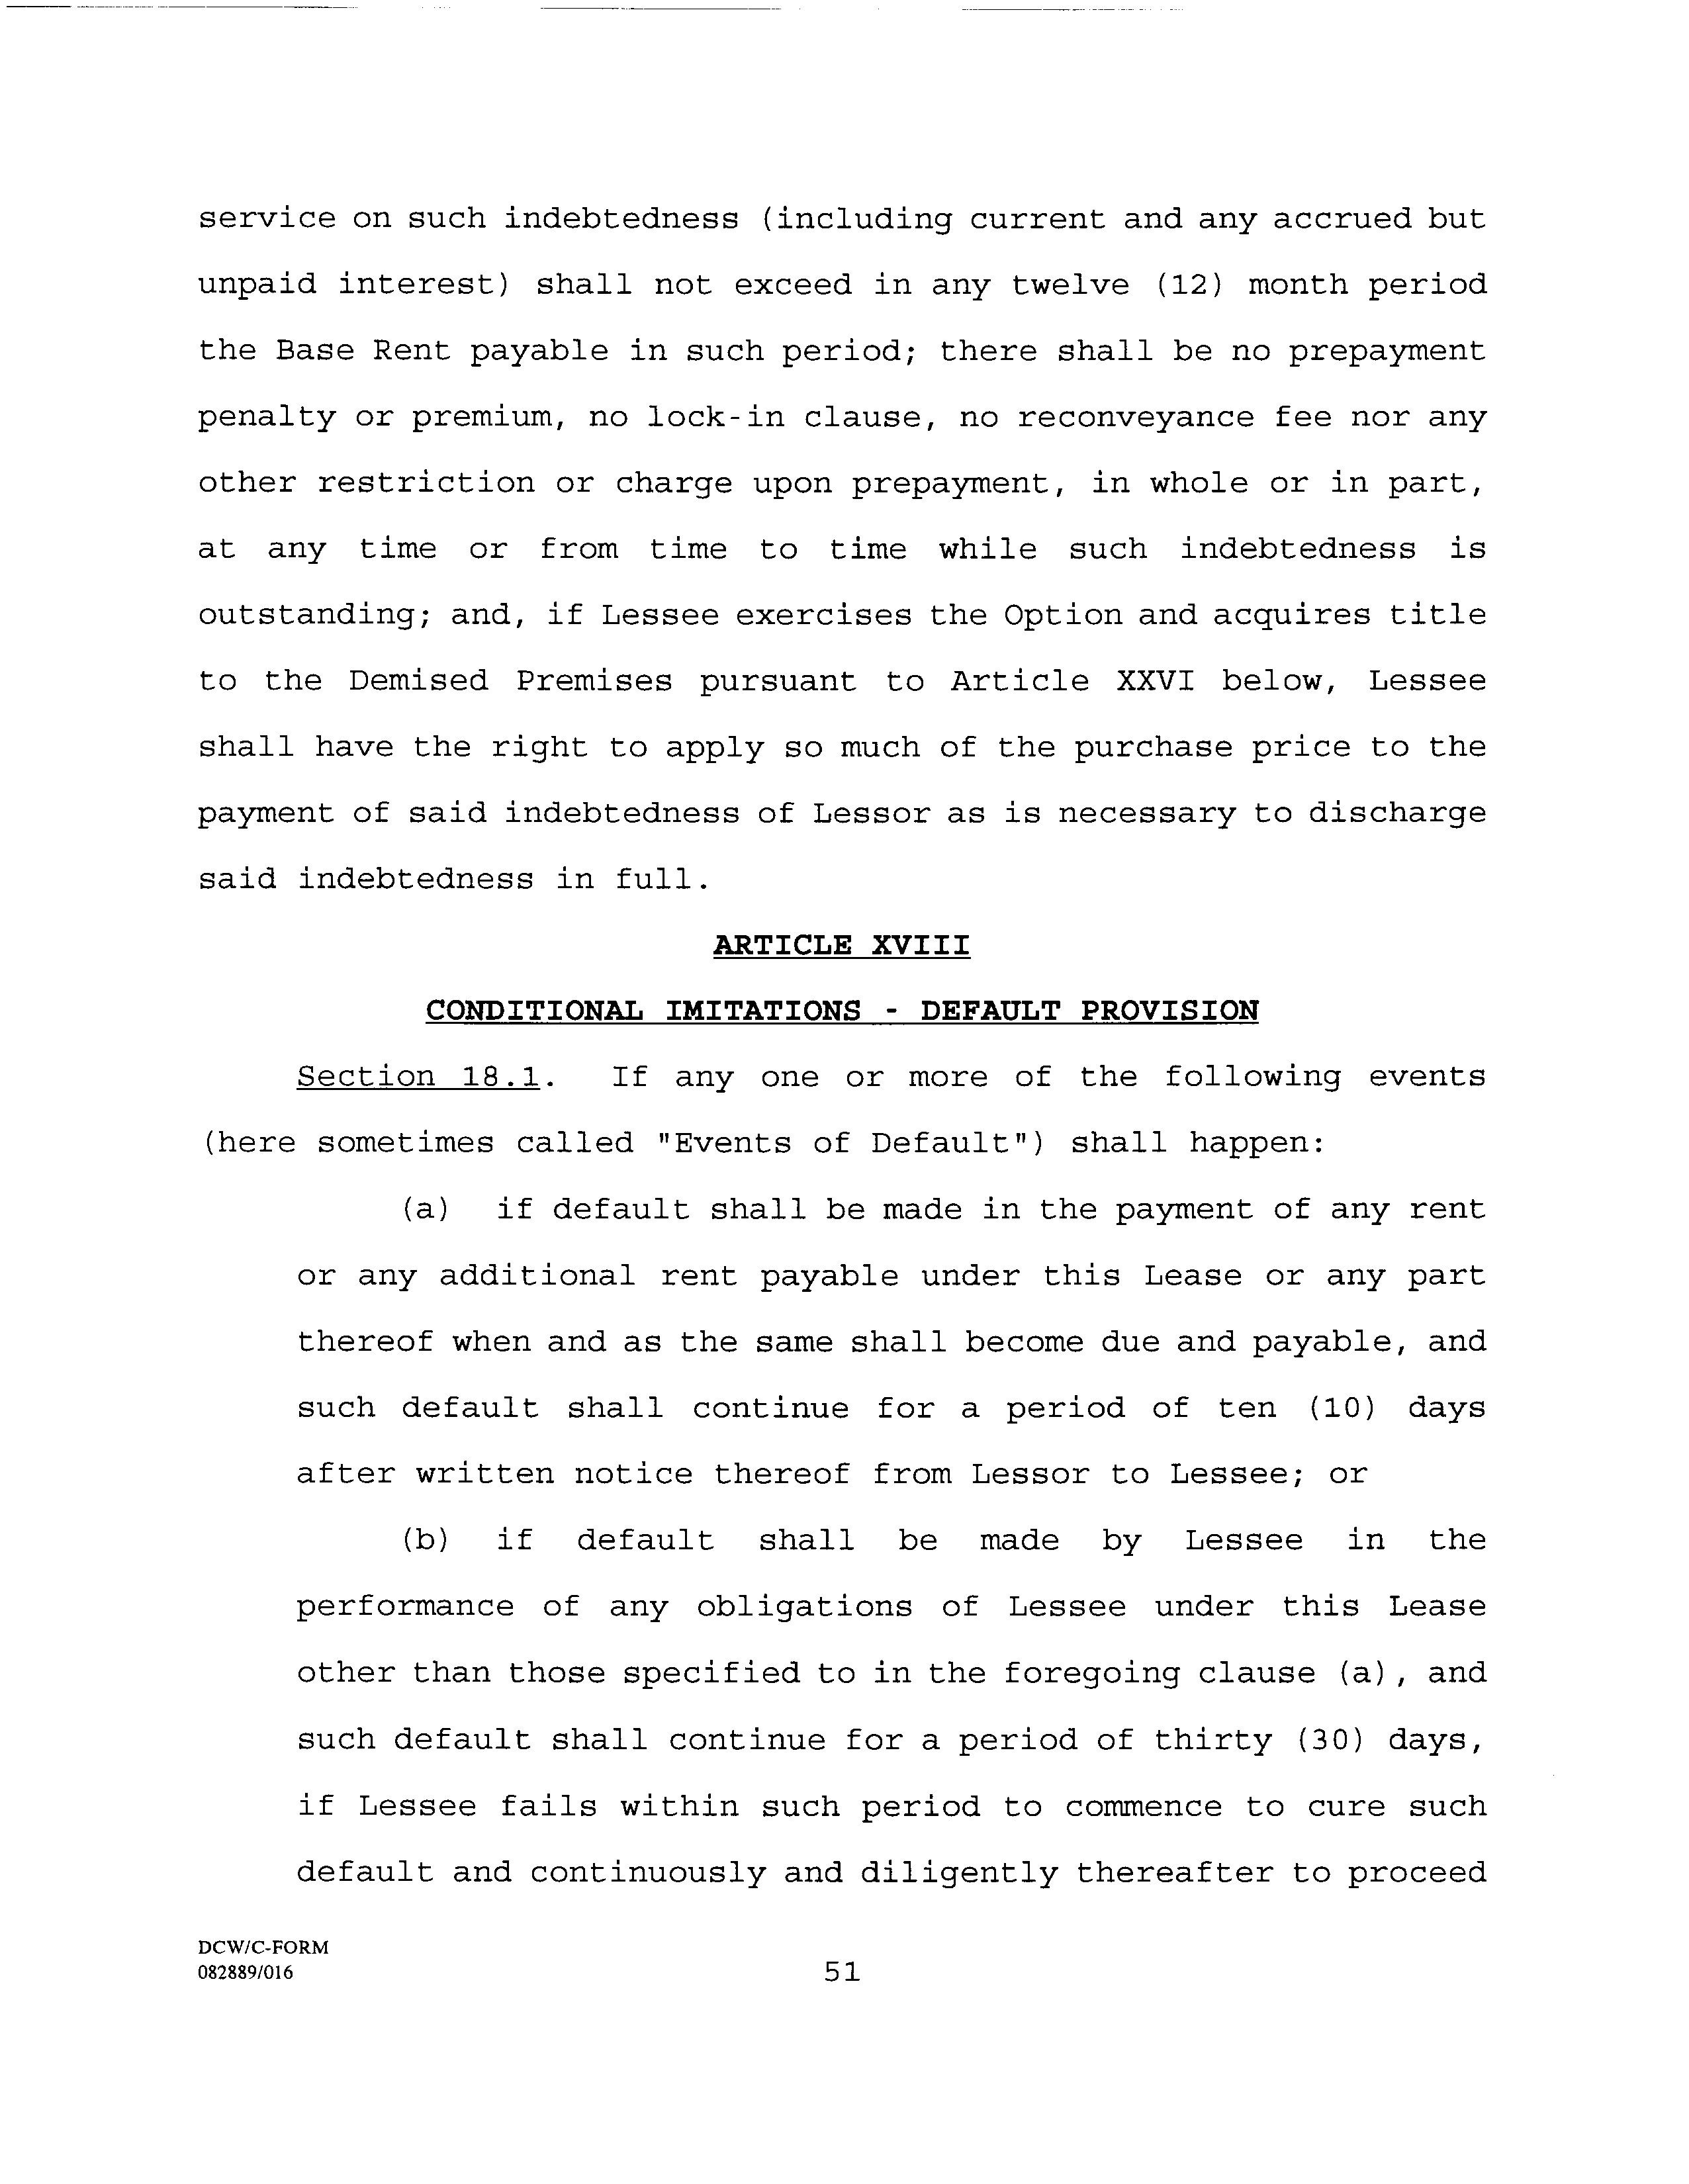 service on such indebtedness (including current and any accrued but
unpaid interest) shall not exceed in any twelve (12) month period
the Base Rent payable in such period; there shall be no prepayment
penalty or premium, no lock-in clause, no reconveyance fee nor any
other restriction or charge upon prepayment, in whole or in part,
at any time or from time to time while such indebtedness is
outstanding; and, if Lessee exercises the Option and acquires title
to the Demised Premises pursuant to Article XXVI below, Lessee
shall have the right to apply so much of the purchase price to the
payment of said indebtedness of Lessor as is necessary to discharge
said indebtedness in full.
ARTICLE XVIII
CONDITIONAL IMITATIONS - DEFAULT PROVISION
Section 18.1. If any one or more of the following events
(here sometimes called "Events of Default") shall happen:
(a) if default shall be made in the payment of any rent
or any additional rent payable under this Lease or any part
thereof when and as the same shall become due and payable, and
such default shall continue for a period of ten (10) days
after written notice thereof from Lessor to Lessee; or
(b) if default shall be made by Lessee in the
performance of any obligations of Lessee under this Lease
other than those specified to in the foregoing clause (a), and
such default shall continue for a period of thirty (30) days,
if Lessee fails within such period to commence to cure such
default and continuously and diligently thereafter to proceed
DCW/C-FORM
082889/016
51